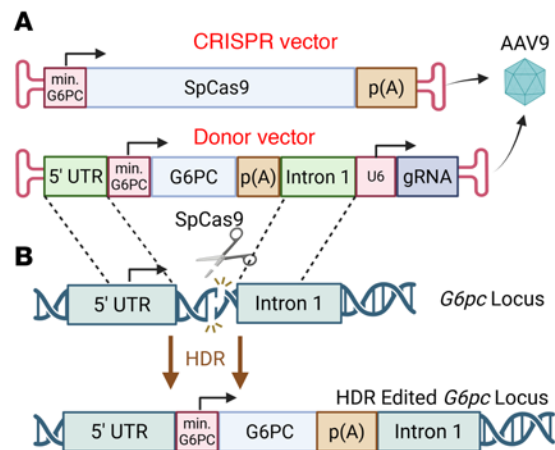 A
CRISPR vector
AAV9
min.
G6PC
SpCas9
p(A)
Donor vector
5' UTR
min.
G6PC
G6PC
p(A)
Intron 1
U6
gRNA
SpCas9
B
5' UTR
Intron 1
G6pc Locus
HDR
HDR Edited G6pc Locus
5' UTR
min.
G6PC
G6PC
p(A)
Intron 1